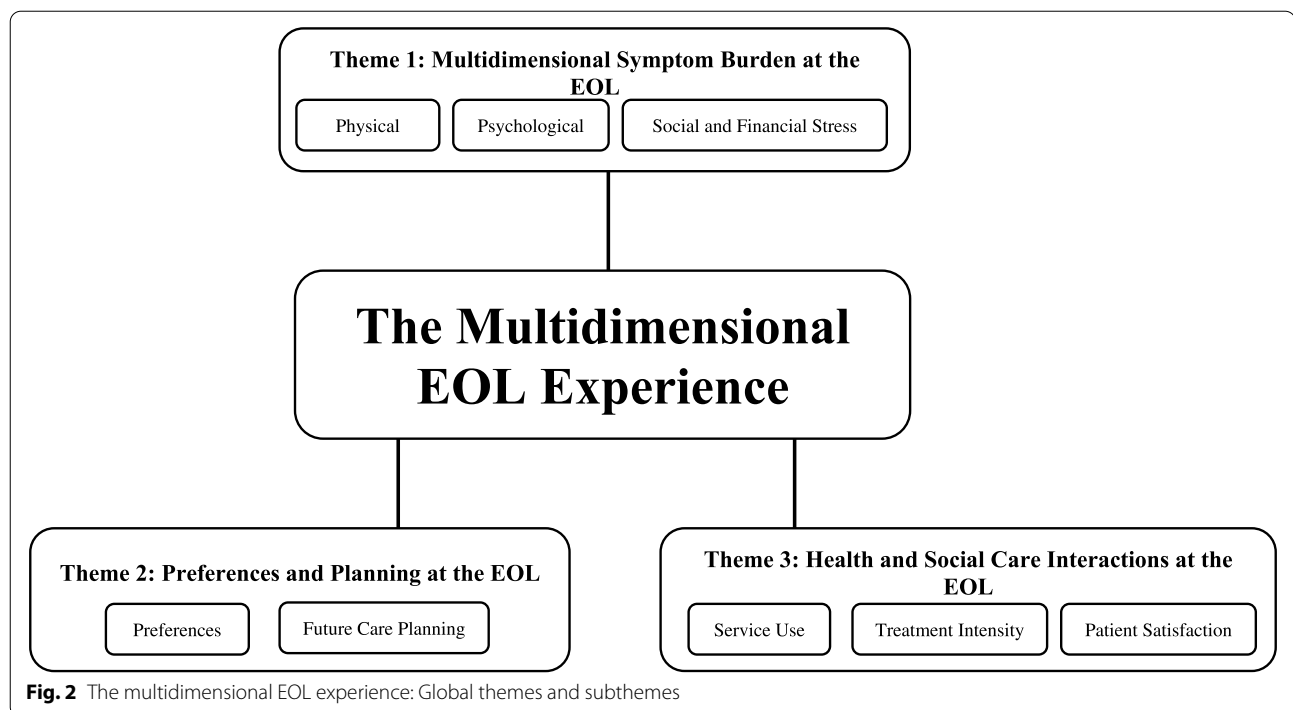 Theme 1: Multidimensional Symptom Burden at the
EOL
Physical
Psychological
Social and Financial Stress
The Multidimensional
EOL Experience
Theme 2: Preferences and Planning at the EOL
Preferences
Future Care Planning
Theme 3: Health and Social Care Interactions at the
EOL
Service Use
Treatment Intensity
Patient Satisfaction
Fig. 2 The multidimensional EOL experience: Global themes and subthemes